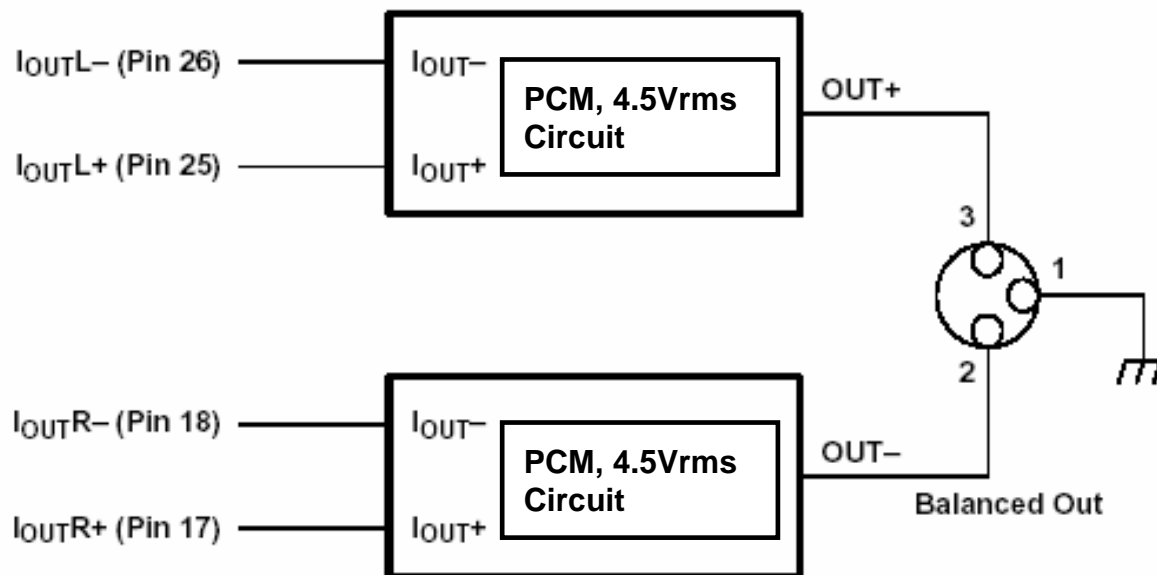 IOUTL– (Pin 26)
IOUT–
PCM, 4.5Vrms
Circuit
OUT+
IOUTL+ (Pin 25)
IOUT+
3
1
2
IOUTR– (Pin 18)
IOUT–
PCM, 4.5Vrms
Circuit
OUT–
Balanced Out
IOUTR+ (Pin 17)
IOUT+